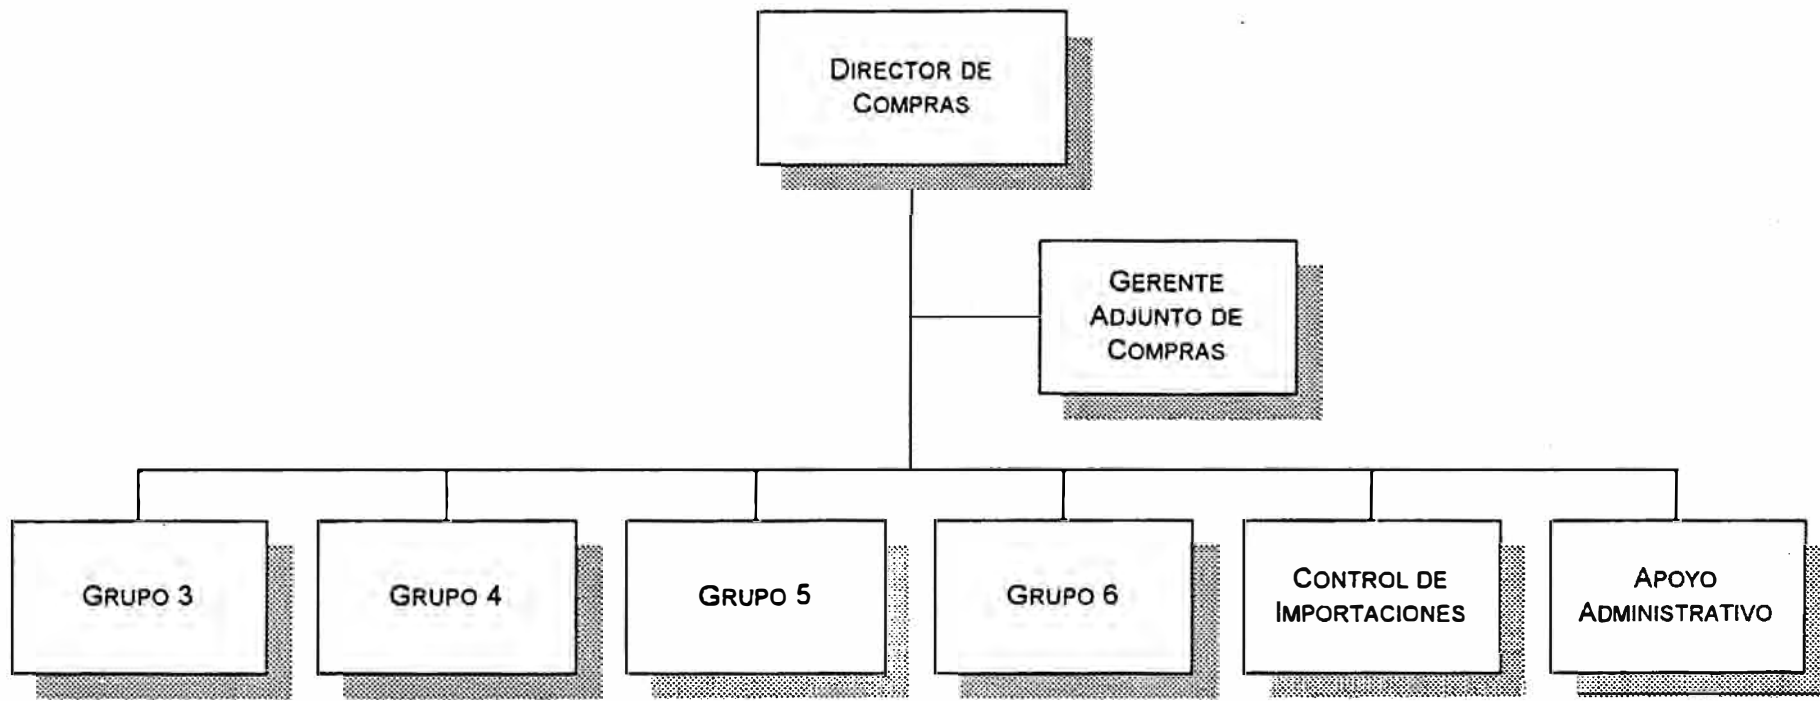 DIRECTOR DE
COMPRAS
GERENTE
ADJUNTO DE
COMPRAS
GRUPO 3
GRUPO 4
GRUPO 5
GRUPO 6
CONTROL DE
IMPORTACIONES
APOYO
ADMINISTRATIVO